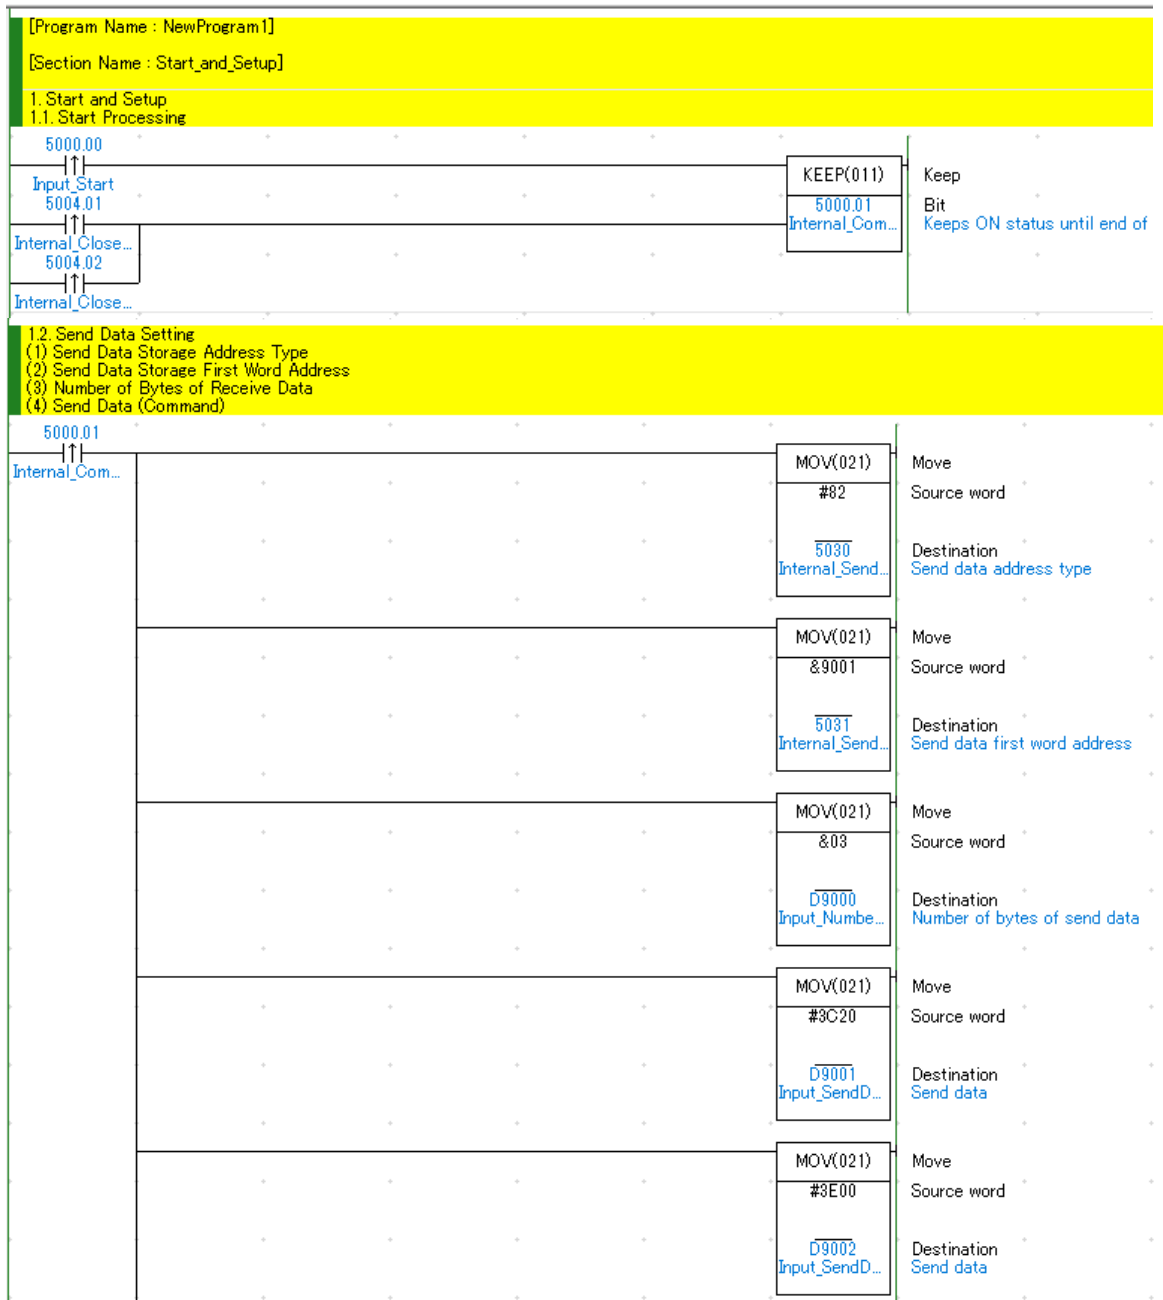 [Program Name : NewProgram1]
[Section Name : Start_and_Setup]
1. Start and Setup
1.1. Start Processing
5000.00
Input_Start
KEEP(011)
Keep
5004.01
5000.01
Bit
Internal_Close...
Internal_Com...
Keeps ON status until end of
5004.02
Internal_Close...
1.2. Send Data Setting
(1) Send Data Storage Address Type
(2) Send Data Storage First Word Address
(3) Number of Bytes of Receive Data
(4) Send Data (Command)
5000.01
Internal_Com...
MOV(021)
Move
#82
Source word
5030
Destination
Internal_Send...
Send data address type
MOV(021)
Move
&9001
Source word
5031
Destination
Internal_Send...
Send data first word address
MOV(021)
Move
&03
Source word
D9000
Destination
Input_Numbe...
Number of bytes of send data
MOV(021)
Move
#3C20
Source word
D9001
Destination
Input_SendD...
Send data
MOV(021)
Move
#3E00
Source word
D9002
Destination
Input_SendD...
Send data